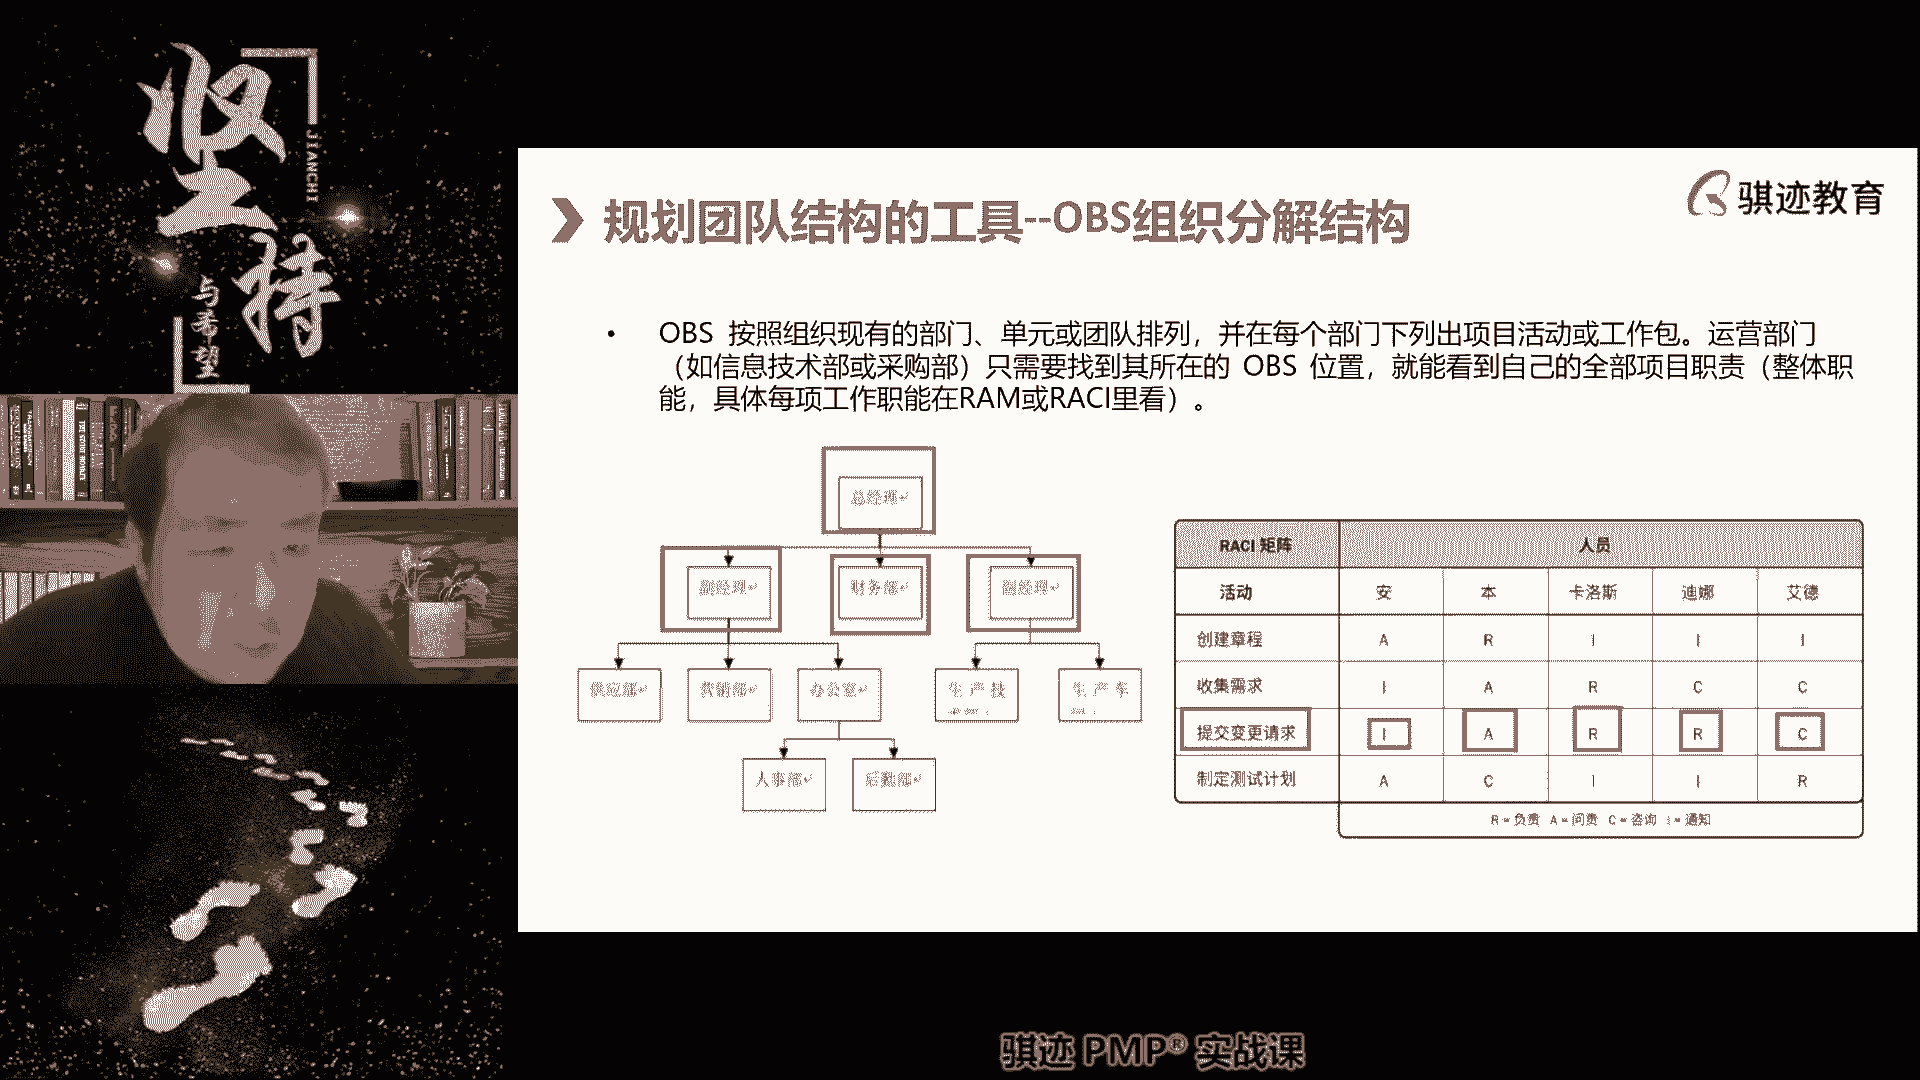 坚持
JIANCHI
与希望
骐迹教育
规划团队结构的工具--OBS组织分解结构
• OBS 按照组织现有的部门、单元或团队排列，并在每个部门下列出项目活动或工作包。运营部门
（如信息技术部或采购部）只需要找到其所在的 OBS 位置，就能看到自己的全部项目职责（整体职
能，具体每项工作职能在RAM或RACI里看）。
总经理
副经理 财务部 副经理
供应部 营销部 办公室 生产技 生产车
人事部 后勤部
RACI 矩阵 人员
活动 安 本 卡洛斯 迪娜 艾德
创建章程 A R I I I
收集需求 I A R C C
提交变更请求 I A R R C
制定测试计划 A C I I R
R = 负责 A = 问责 C = 咨询 I = 通知
骐迹 PMP® 实战课